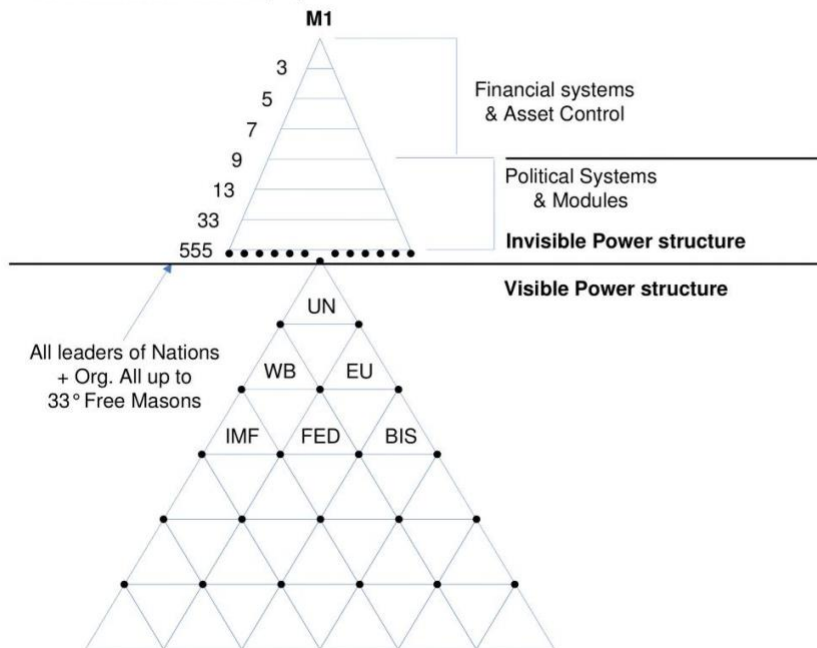 M1
3
5
7
9
13
33
555
Financial systems
& Asset Control
Political Systems
& Modules
Invisible Power structure
Visible Power structure
All leaders of Nations
+ Org. All up to
33° Free Masons
UN
WB EU
IMF FED BIS